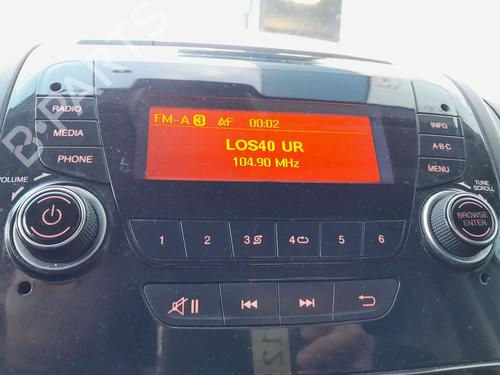 B-PARTS
RADIO
MEDIA
PHONE
FM-A 3 AF 00:02
LOS40 UR
104.90 MHz
INFO
A-B-C
MENU
VOLUME
TUNE
SCROLL
BROWSE
ENTER
1 2 3 4 5 6